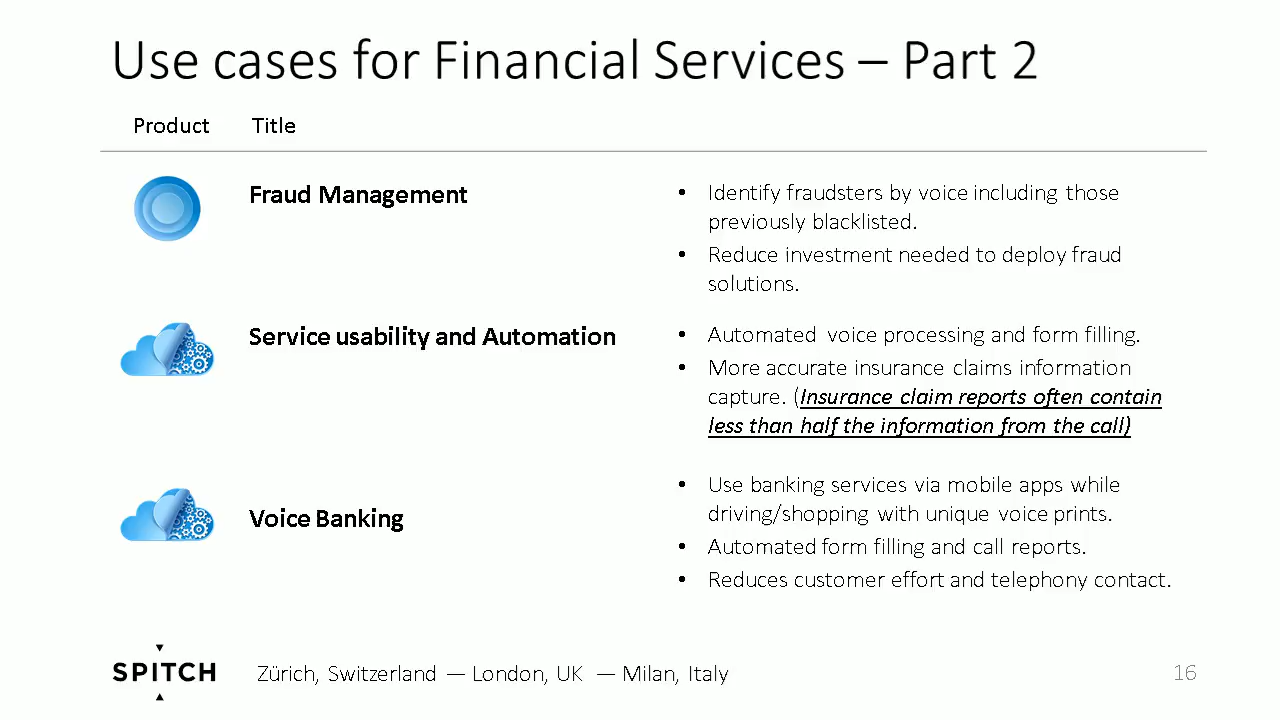 Use cases for Financial Services – Part 2
Product Title
Fraud Management
• Identify fraudsters by voice including those
previously blacklisted.
• Reduce investment needed to deploy fraud
solutions.
Service usability and Automation
• Automated voice processing and form filling.
• More accurate insurance claims information
capture. (Insurance claim reports often contain
less than half the information from the call)
Voice Banking
• Use banking services via mobile apps while
driving/shopping with unique voice prints.
• Automated form filling and call reports.
• Reduces customer effort and telephony contact.
SPITCH Zürich, Switzerland — London, UK — Milan, Italy 16